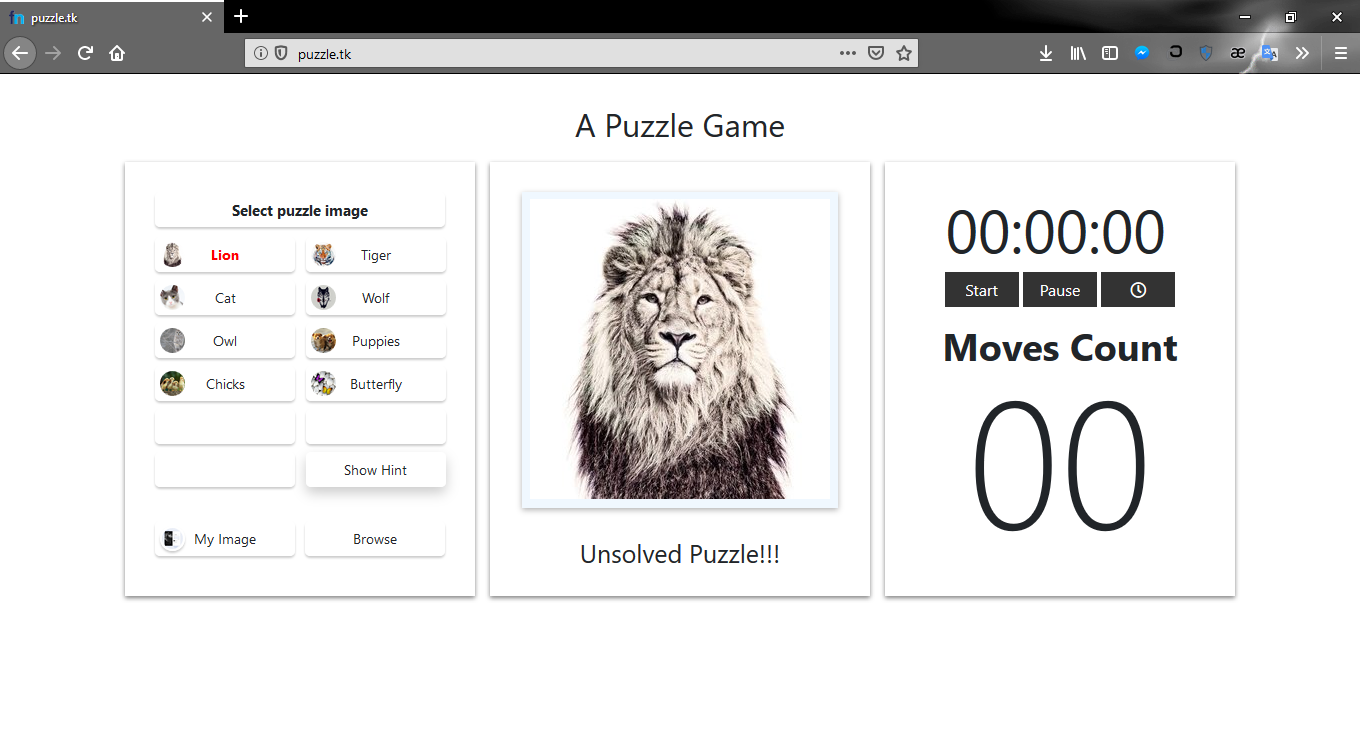 puzzle.tk
puzzle.tk
A Puzzle Game
Select puzzle image
Lion
Tiger
Cat
Wolf
Owl
Puppies
Chicks
Butterfly
Show Hint
My Image
Browse
Unsolved Puzzle!!!
00:00:00
Start
Pause
Moves Count
00